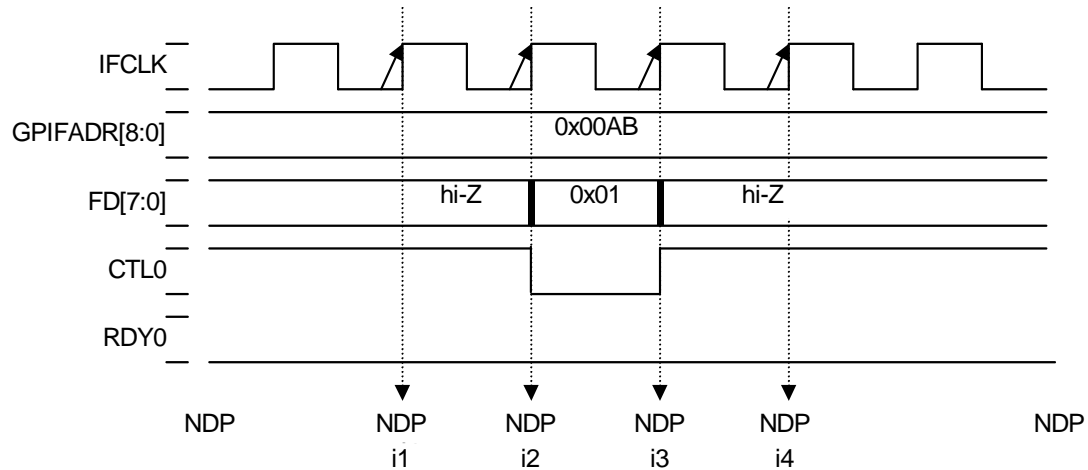 IFCLK
GPIFADR[8:0]
0x00AB
FD[7:0]
hi-Z 0x01 hi-Z
CTL0
RDY0
NDP NDP NDP NDP NDP NDP
i1 i2 i3 i4